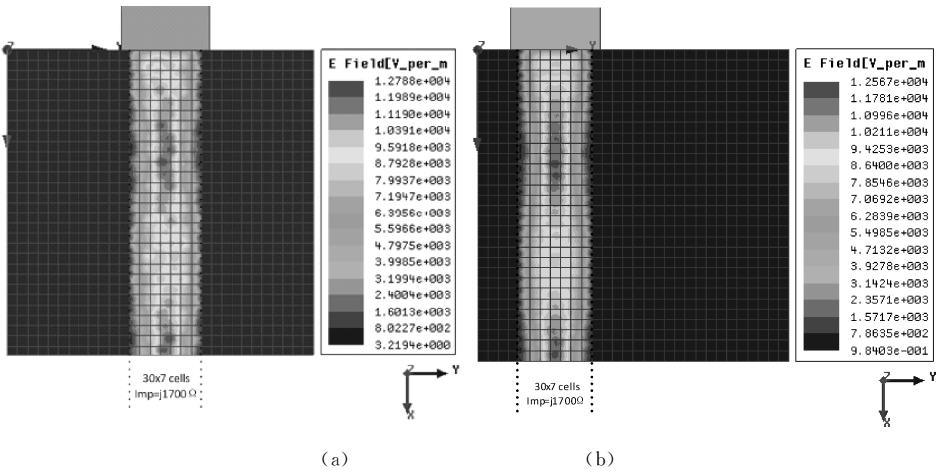 Z
Y
E Field[V_per_m
1.2788e+004
1.1989e+004
1.1190e+004
1.0391e+004
9.5918e+003
8.7928e+003
7.9937e+003
7.1947e+003
6.3956e+003
5.5966e+003
4.7975e+003
3.9985e+003
3.1994e+003
2.4004e+003
1.6013e+003
8.0227e+002
3.2194e+000
30x7 cells
Imp=j1700 Ω
Z
Y
X
(a)
Z
Y
E Field[V_per_m
1.2567e+004
1.1781e+004
1.0996e+004
1.0211e+004
9.4253e+003
8.6400e+003
7.8546e+003
7.0692e+003
6.2839e+003
5.4985e+003
4.7132e+003
3.9278e+003
3.1424e+003
2.3571e+003
1.5717e+003
7.8635e+002
9.8403e-001
30x7 cells
Imp=j1700Ω
Z
Y
X
(b)